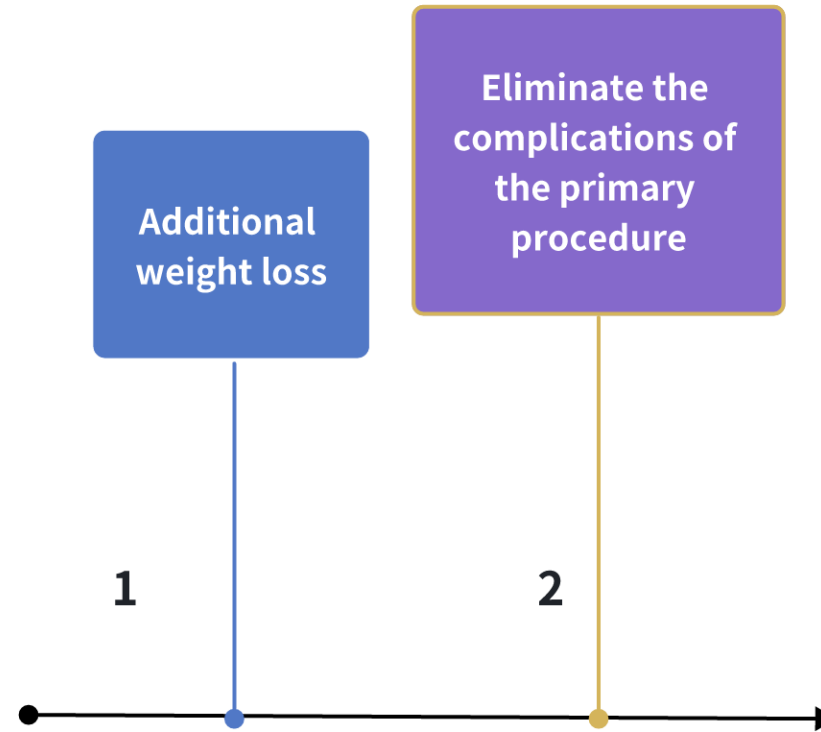 Additional
weight loss
Eliminate the
complications of
the primary
procedure
1
2